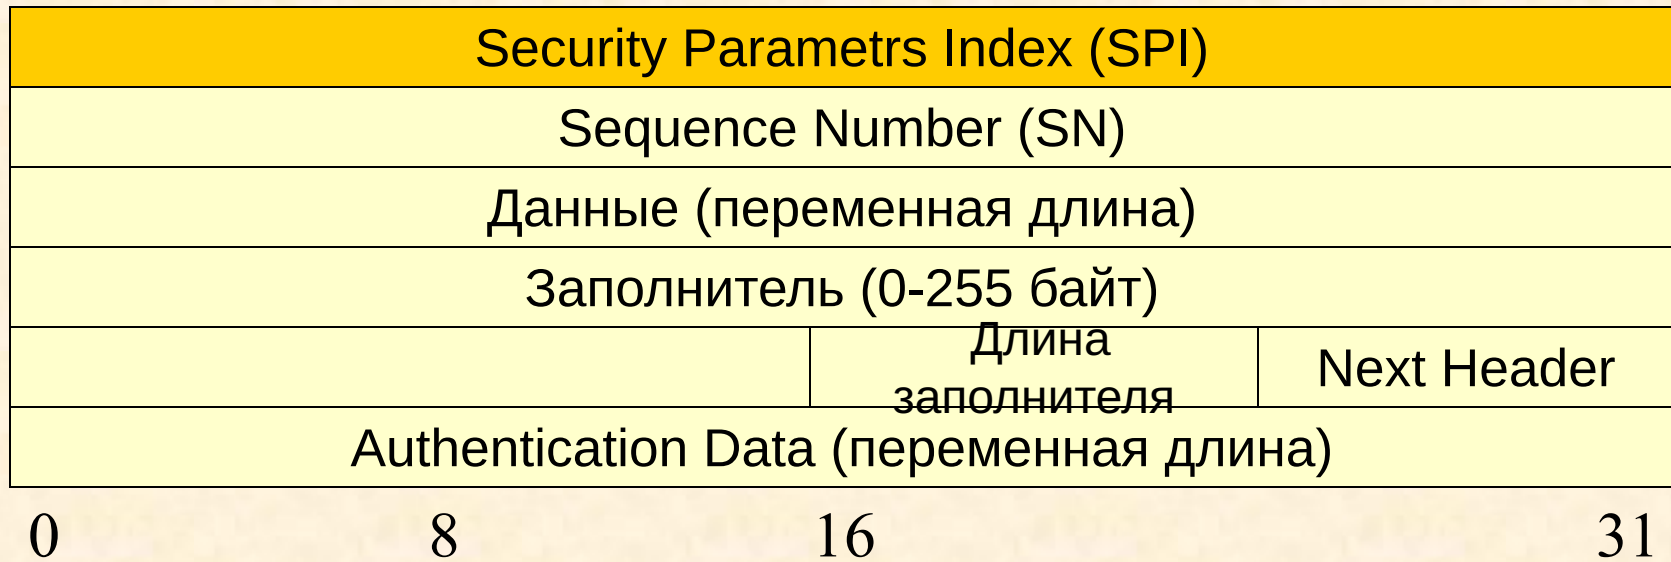 Security Parametrs Index (SPI)
Sequence Number (SN)
Данные (переменная длина)
Заполнитель (0-255 байт)
Длина
заполнителя
Next Header
Authentication Data (переменная длина)
0 8 16 31